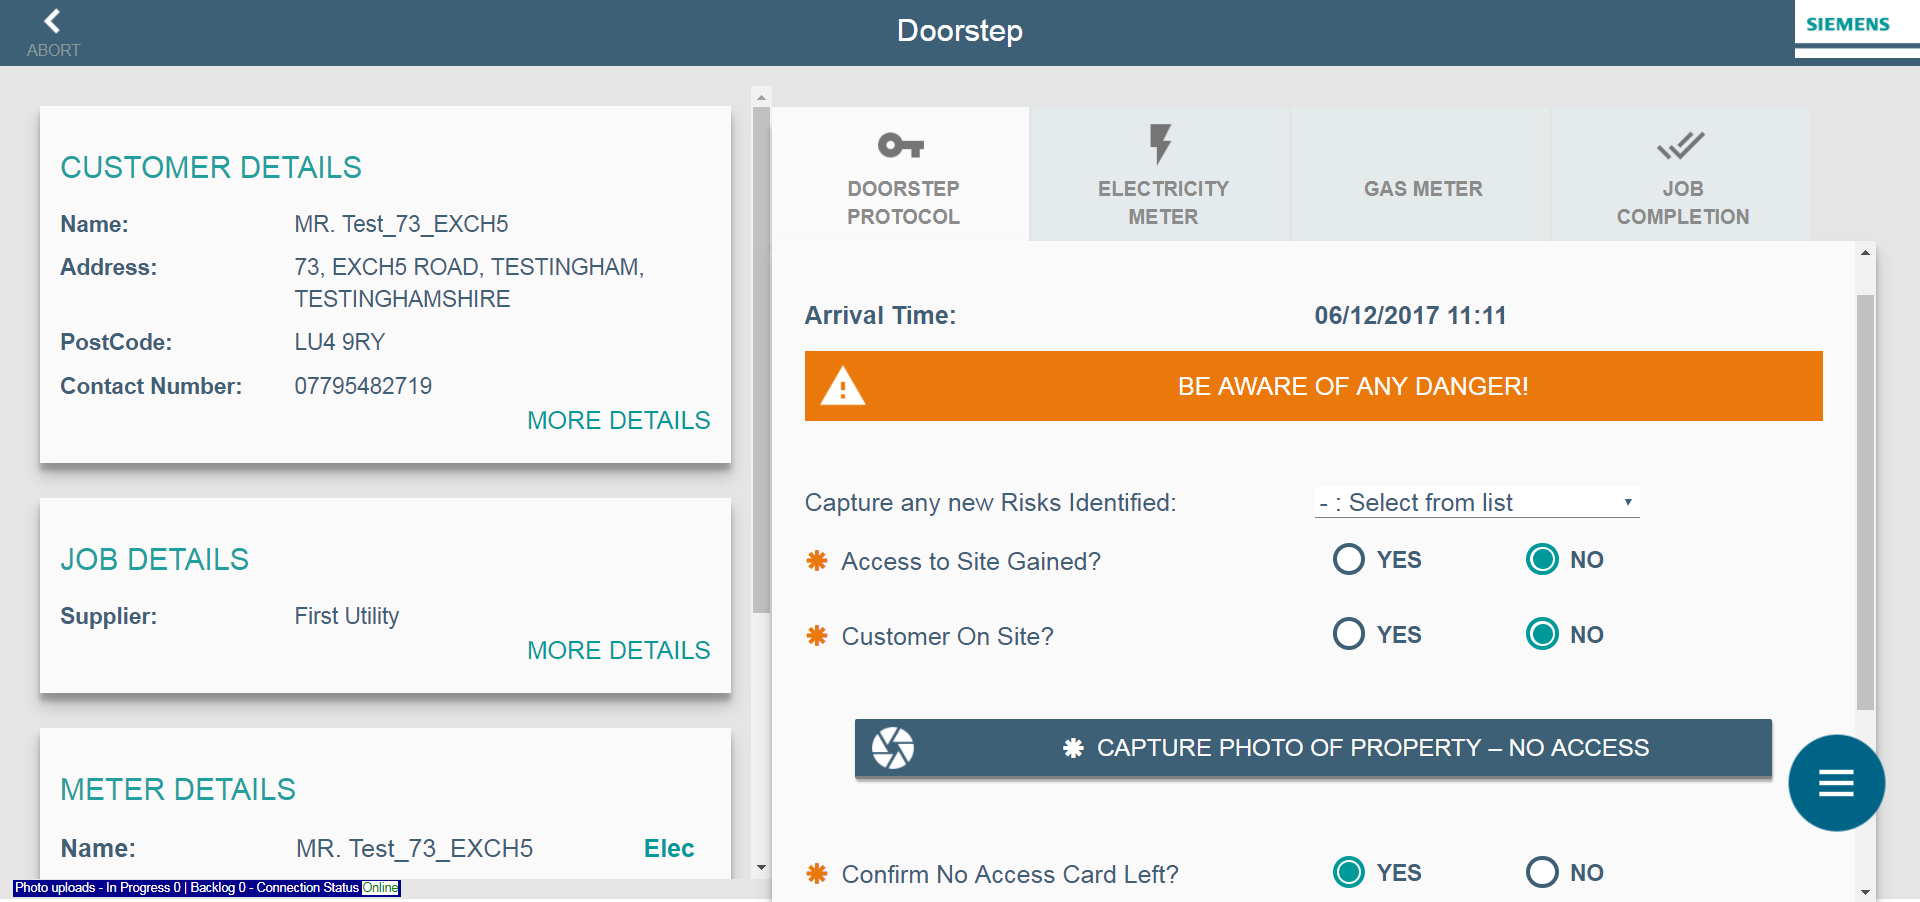 ABORT
Doorstep
SIEMENS
CUSTOMER DETAILS
Name: MR. Test_73_EXCH5
Address: 73, EXCH5 ROAD, TESTINGHAM,
TESTINGHAMSHIRE
PostCode: LU4 9RY
Contact Number: 07795482719
MORE DETAILS
JOB DETAILS
Supplier: First Utility
MORE DETAILS
METER DETAILS
Name: MR. Test_73_EXCH5 Elec
Photo uploads - In Progress 0 | Backlog 0 - Connection Status Online
DOORSTEP
PROTOCOL
ELECTRICITY
METER
GAS METER
JOB
COMPLETION
Arrival Time: 06/12/2017 11:11
BE AWARE OF ANY DANGER!
Capture any new Risks Identified: - : Select from list
✱ Access to Site Gained? YES NO
✱ Customer On Site? YES NO
✱ CAPTURE PHOTO OF PROPERTY – NO ACCESS
✱ Confirm No Access Card Left? YES NO